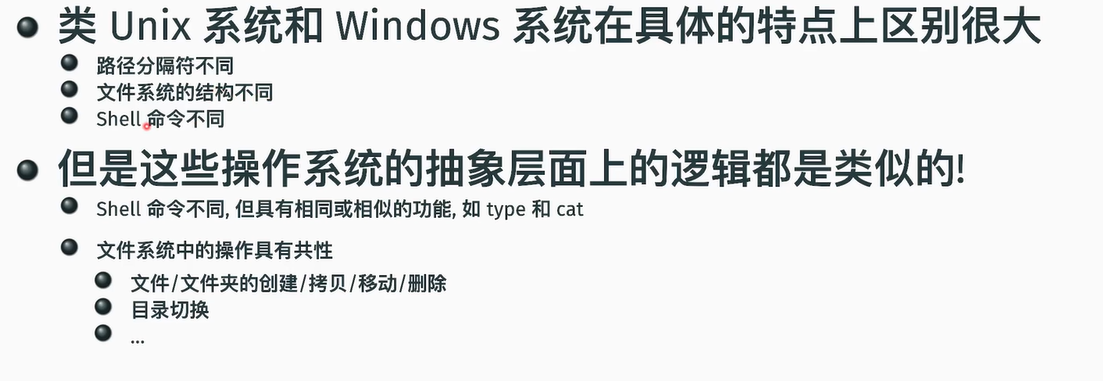 类 Unix 系统和 Windows 系统在具体的特点上区别很大
路径分隔符不同
文件系统的结构不同
Shell 命令不同
但是这些操作系统的抽象层面上的逻辑都是类似的!
Shell 命令不同, 但具有相同或相似的功能, 如 type 和 cat
文件系统中的操作具有共性
文件/文件夹的创建/拷贝/移动/删除
目录切换
...